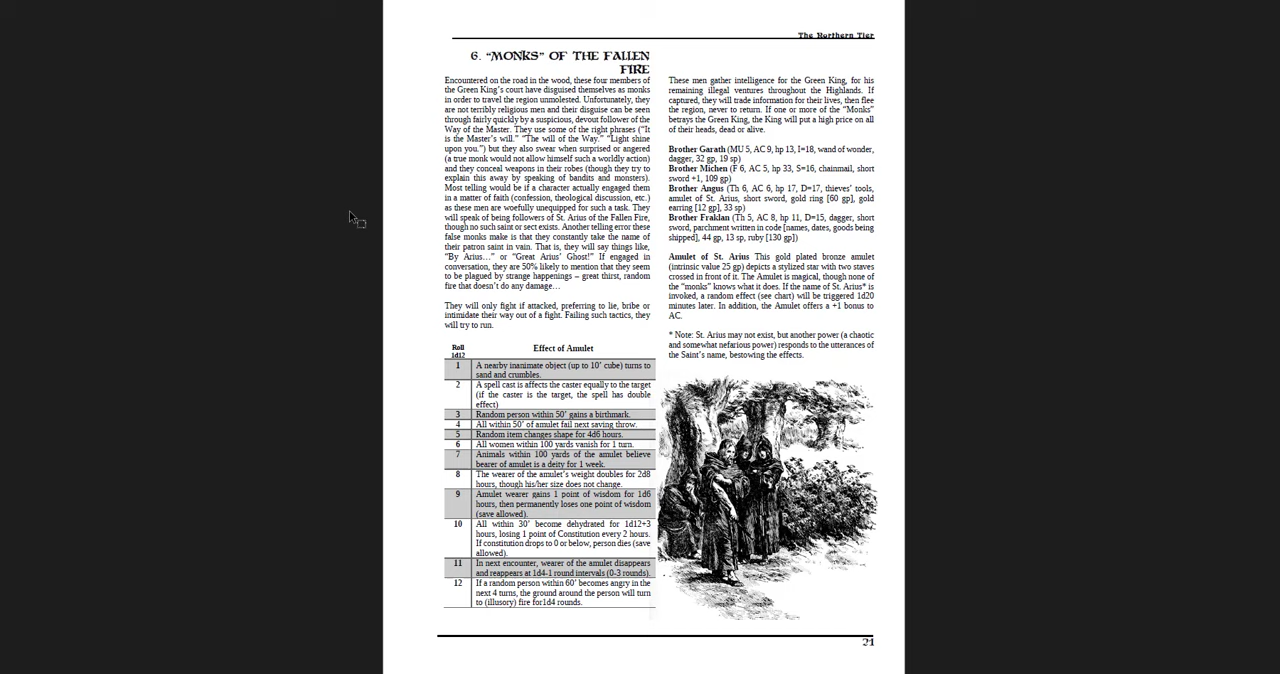 The Northern Tier
6. “MONKS” OF THE FALLEN
FIRE
Encountered on the road in the wood, these four members of
the Green King’s court have disguised themselves as monks
in order to travel the region unmolested. Unfortunately, they
are not terribly religious men and their disguise can be seen
through fairly quickly by a suspicious, devout follower of the
Way of the Master. They use some of the right phrases (“It
is the Master’s will.” “The will of the Way.” “Light shine
upon you.”) but they also swear when surprised or angered
(a true monk would not allow himself such a worldly action)
and they conceal weapons in their robes (though they try to
explain this away by speaking of bandits and monsters).
Most telling would be if a character actually engaged them
in a matter of faith (confession, theological discussion, etc.)
as these men are woefully unequipped for such a task. They
will speak of being followers of St. Arius of the Fallen Fire,
though no such saint or sect exists. Another telling error these
false monks make is that they constantly take the name of
their patron saint in vain. That is, they will say things like,
“By Arius…” or “Great Arius’ Ghost!” If engaged in
conversation, they are 50% likely to mention that they seem
to be plagued by strange happenings – great thirst, random
fire that doesn’t do any damage…
They will only fight if attacked, preferring to lie, bribe or
intimidate their way out of a fight. Failing such tactics, they
will try to run.
Roll
1d12
Effect of Amulet
1 A nearby inanimate object (up to 10’ cube) turns to
sand and crumbles.
2 A spell cast is affects the caster equally to the target
(if the caster is the target, the spell has double
effect)
3 Random person within 50’ gains a birthmark.
4 All within 50’ of amulet fail next saving throw.
5 Random item changes shape for 4d6 hours.
6 All women within 100 yards vanish for 1 turn.
7 Animals within 100 yards of the amulet believe
bearer of amulet is a deity for 1 week.
8 The wearer of the amulet’s weight doubles for 2d8
hours, though his/her size does not change.
9 Amulet wearer gains 1 point of wisdom for 1d6
hours, then permanently loses one point of wisdom
(save allowed).
10 All within 30’ become dehydrated for 1d12+3
hours, losing 1 point of Constitution every 2 hours.
If constitution drops to 0 or below, person dies (save
allowed).
11 In next encounter, wearer of the amulet disappears
and reappears at 1d4-1 round intervals (0-3 rounds).
12 If a random person within 60’ becomes angry in the
next 4 turns, the ground around the person will turn
to (illusory) fire for1d4 rounds.
These men gather intelligence for the Green King, for his
remaining illegal ventures throughout the Highlands. If
captured, they will trade information for their lives, then flee
the region, never to return. If one or more of the “Monks”
betrays the Green King, the King will put a high price on all
of their heads, dead or alive.
Brother Garath (MU 5, AC 9, hp 13, I=18, wand of wonder,
dagger, 32 gp, 19 sp)
Brother Michen (F 6, AC 5, hp 33, S=16, chainmail, short
sword +1, 109 gp)
Brother Angus (Th 6, AC 6, hp 17, D=17, thieves’ tools,
amulet of St. Arius, short sword, gold ring [60 gp], gold
earring [12 gp], 33 sp)
Brother Fraklan (Th 5, AC 8, hp 11, D=15, dagger, short
sword, parchment written in code [names, dates, goods being
shipped], 44 gp, 13 sp, ruby [130 gp])
Amulet of St. Arius This gold plated bronze amulet
(intrinsic value 25 gp) depicts a stylized star with two staves
crossed in front of it. The Amulet is magical, though none of
the “monks” knows what it does. If the name of St. Arius* is
invoked, a random effect (see chart) will be triggered 1d20
minutes later. In addition, the Amulet offers a +1 bonus to
AC.
* Note: St. Arius may not exist, but another power (a chaotic
and somewhat nefarious power) responds to the utterances of
the Saint’s name, bestowing the effects.
21